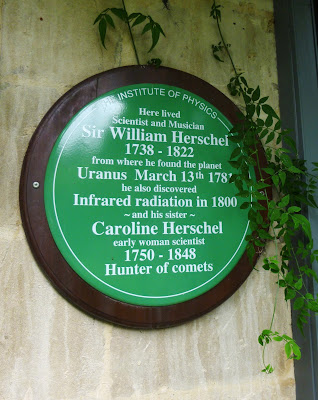 THE INSTITUTE OF PHYSICS
Here lived
Scientist and Musician
Sir William Herschel
1738 - 1822
from where he found the planet
Uranus March 13th 1781
he also discovered
Infrared radiation in 1800
~ and his sister ~
Caroline Herschel
early woman scientist
1750 - 1848
Hunter of comets